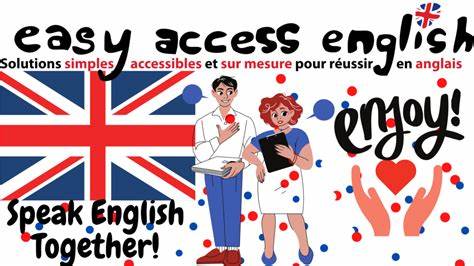 easy access english
Solutions simples accessibles et sur mesure pour réussir en anglais
enjoy!
Speak English
Together!